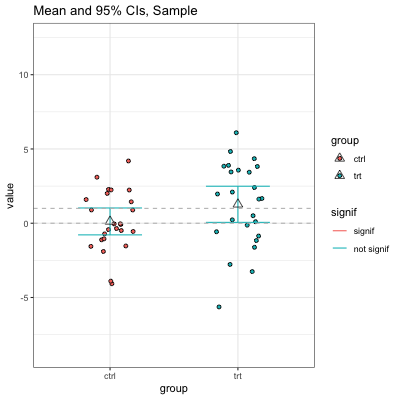 Mean and 95% CIs, Sample
10
5
0
-5
value
ctrl
trt
group
group
ctrl
trt
signif
signif
not signif